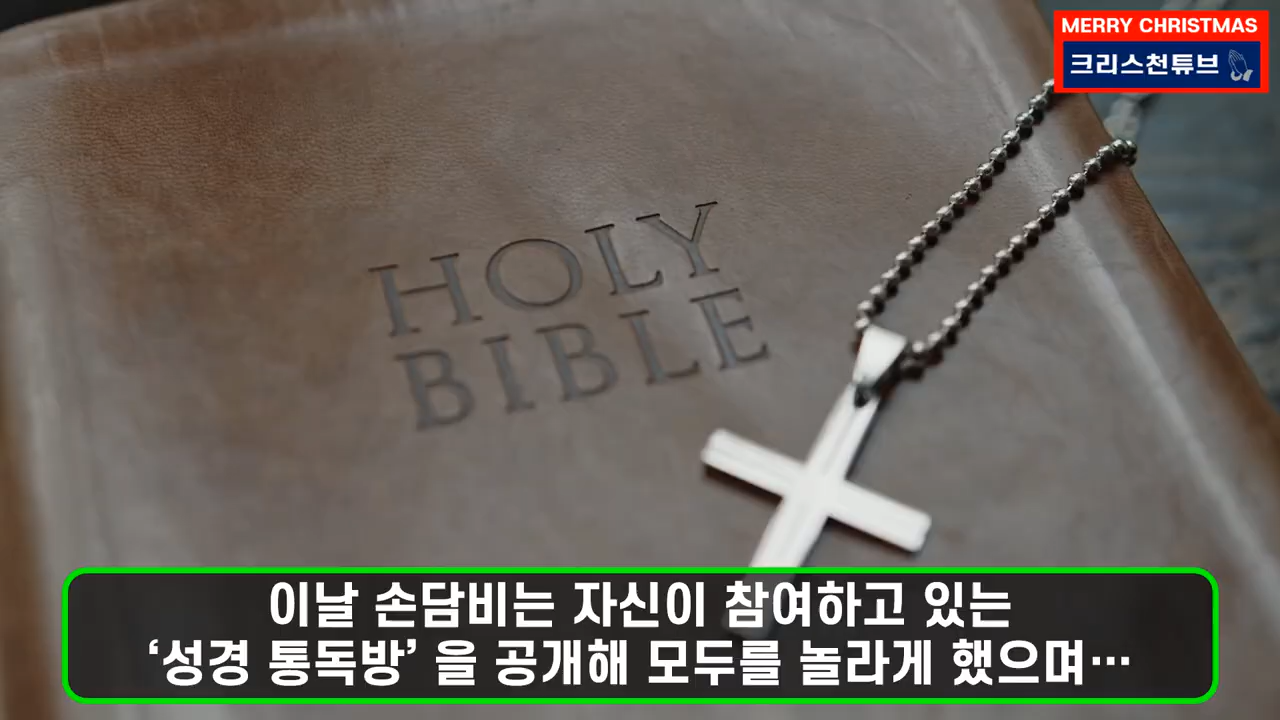 MERRY CHRISTMAS
크리스천튜브
HOLY
BIBLE
이날 손담비는 자신이 참여하고 있는
‘성경 통독방’ 을 공개해 모두를 놀라게 했으며…